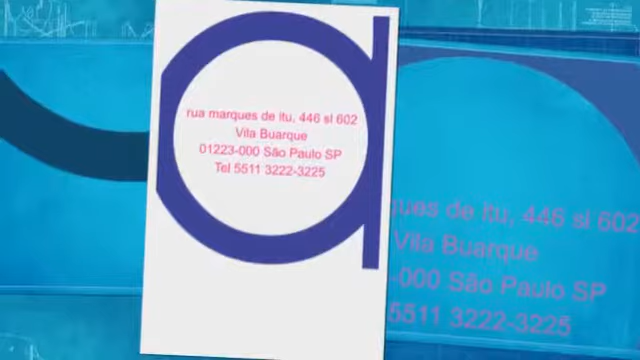 rua marques de itu, 446 sl 602
Vila Buarque
01223-000 São Paulo SP
Tel 5511 3222-3225
ques de itu, 446 sl 602
Vila Buarque
-000 São Paulo SP
5511 3222-3225